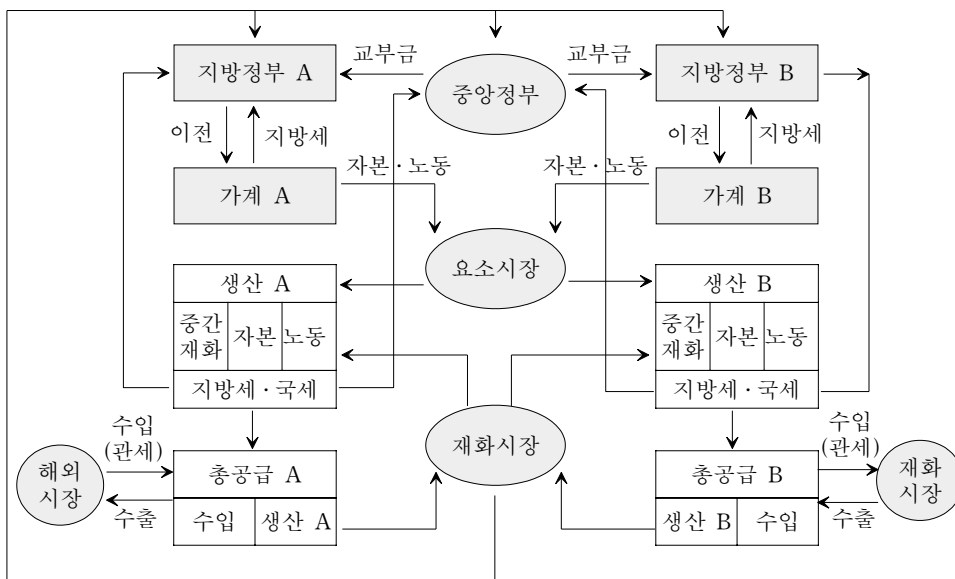 교부금
교부금
지방정부 A
중앙정부
지방정부 B
이전
지방세
이전
지방세
자본·노동
자본·노동
가계 A
가계 B
요소시장
생산 A
중간
재화
자본
노동
지방세·국세
생산 B
중간
재화
자본
노동
지방세·국세
재화시장
수입
(관세)
해외
시장
수출
총공급 A
수입
생산 A
총공급 B
생산 B
수입
수입
(관세)
재화
시장
수출